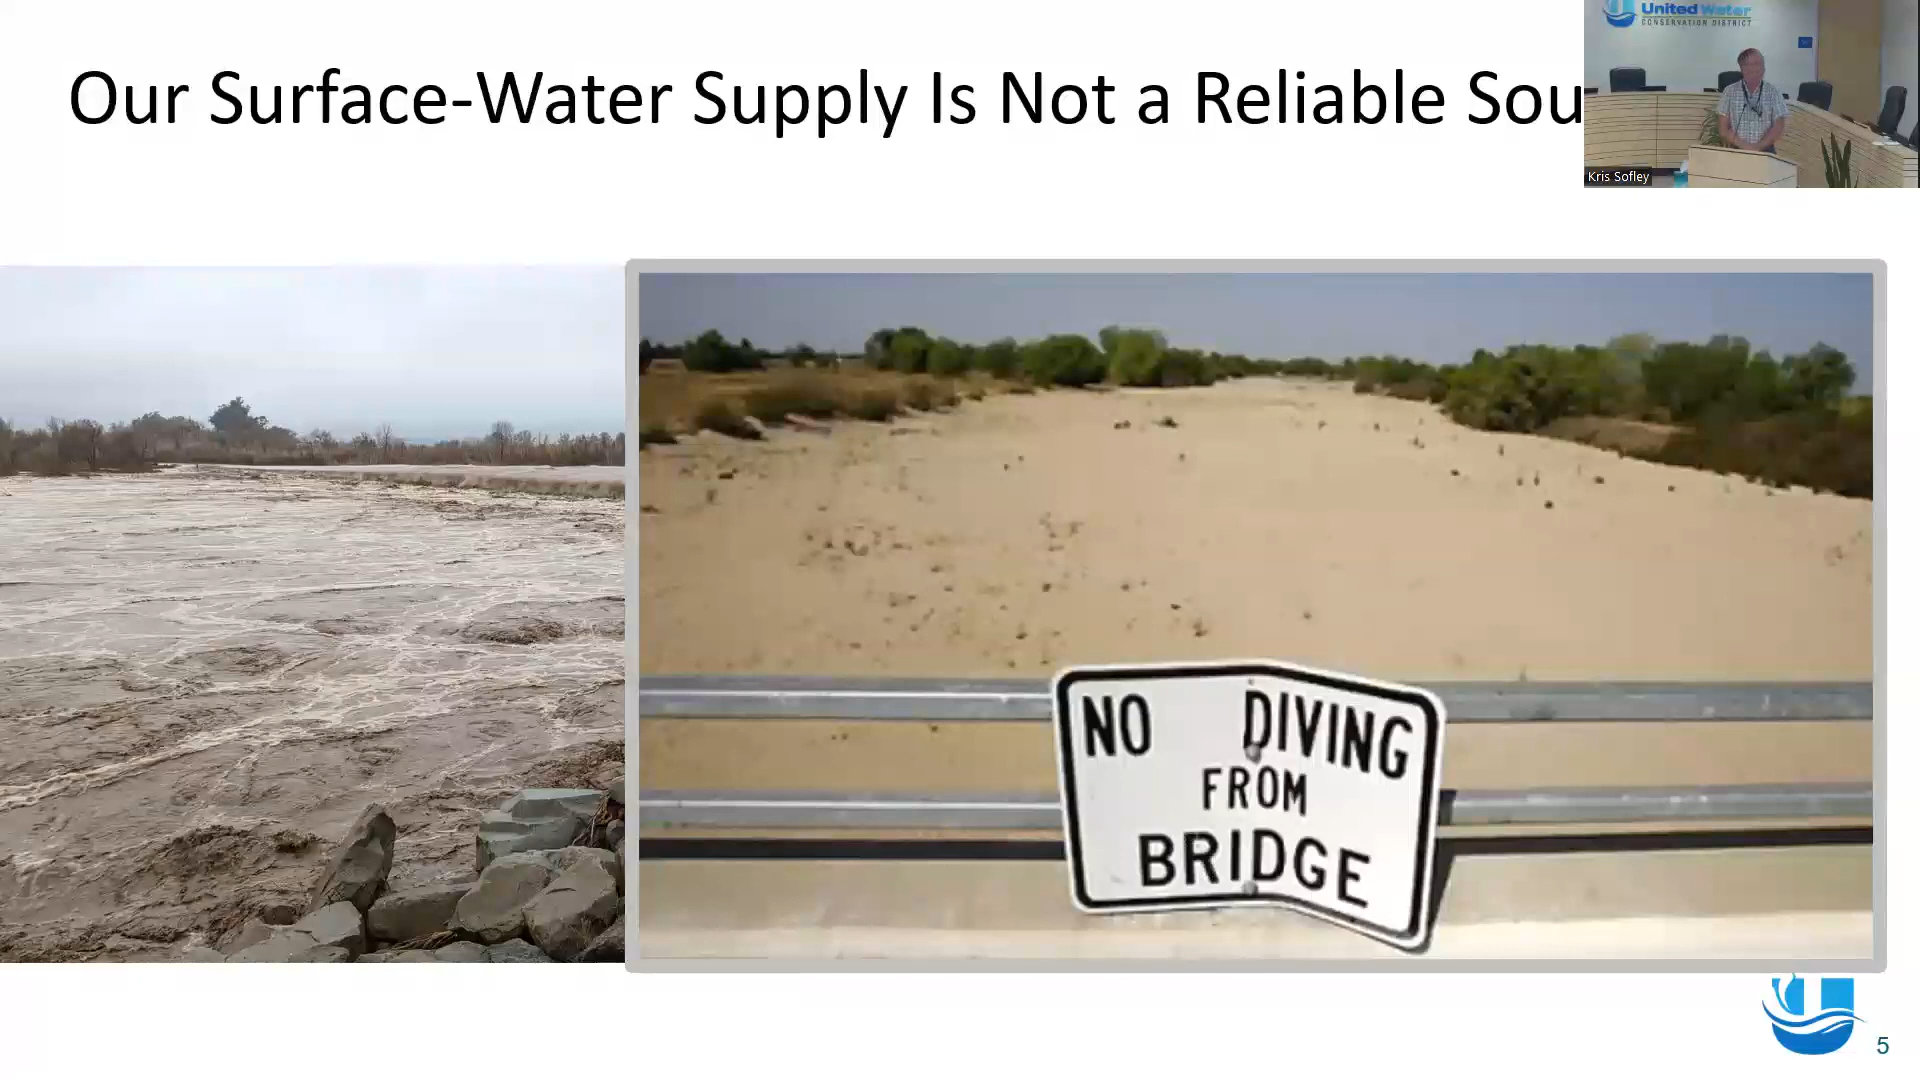 Our Surface-Water Supply Is Not a Reliable Sou
United Water
CONSERVATION DISTRICT
Kris Sofley
NO DIVING
FROM
BRIDGE
5